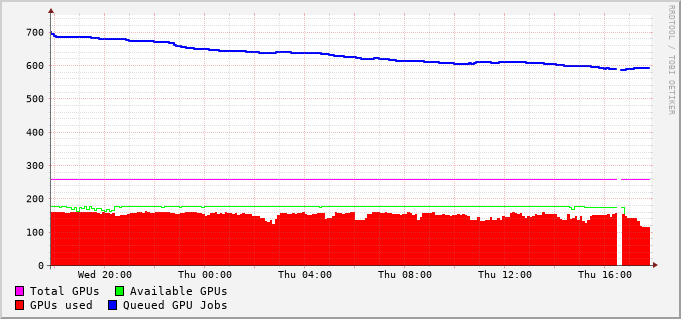 RRDTOOL / TOBI OETIKER
700
600
500
400
300
200
100
0
Wed 20:00 Thu 00:00 Thu 04:00 Thu 08:00 Thu 12:00 Thu 16:00
Total GPUs Available GPUs
GPUs used Queued GPU Jobs